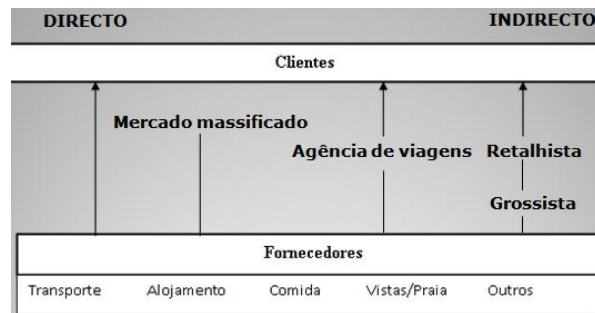 DIRECTO INDIRECTO
Clientes
Mercado massificado
Agência de viagens Retalhista
Grossista
Fornecedores
Transporte Alojamento Comida Vistas/Praia Outros